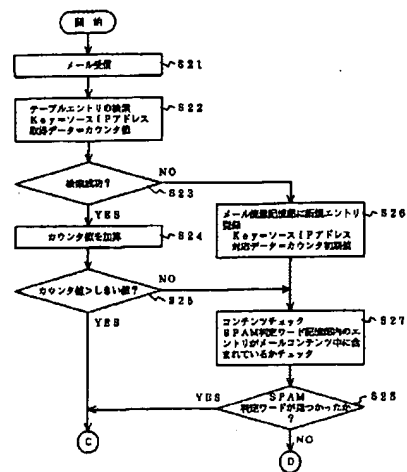 開始
メール受信
S21
テーブルエントリの検索
Key=ソースIPアドレス
取得データ=カウンタ値
S22
検索成功?
S23
NO
YES
カウンタ値を加算
S24
メール流量記憶部に新規エントリ
登録
Key=ソースIPアドレス
対応データ=カウンタ初期値
S26
カウンタ値>しきい値?
S25
NO
YES
コンテンツチェック
SPAM判定ワード記憶部内のエ
ントリがメールコンテンツ中に含
まれているかチェック
S27
SPAM
判定ワードが見つかったか
?
S28
YES
NO
C
D